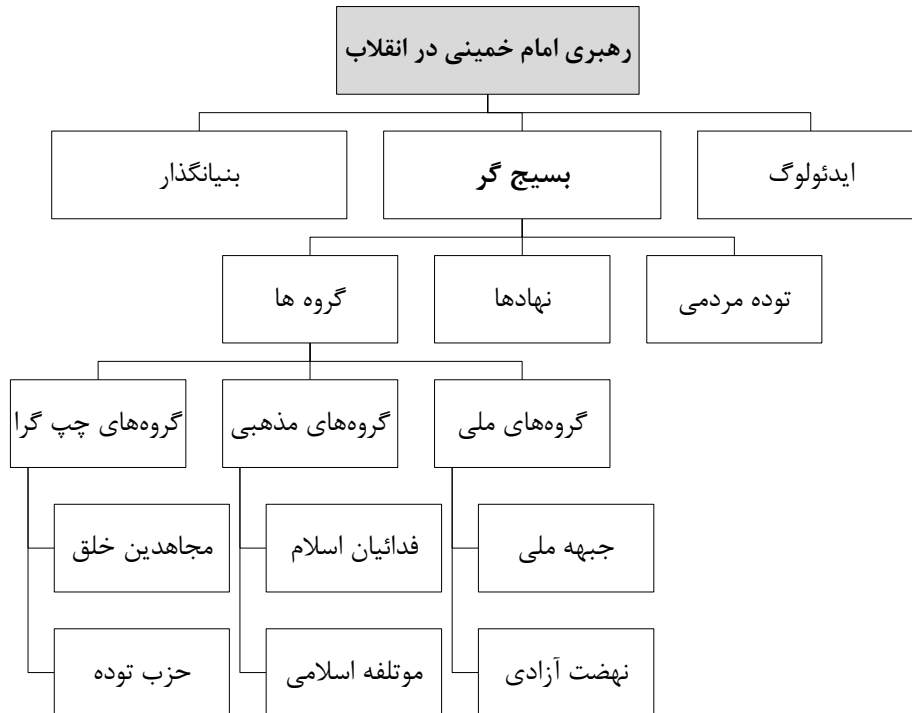 رهبری امام خمینی در انقلاب
ایدئولوگ
بسیج گر
بنیانگذار
توده مردمی
نهادها
گروه ها
گروه‌های ملی
گروه‌های مذهبی
گروه‌های چپ گرا
جبهه ملی
فدائیان اسلام
مجاهدین خلق
نهضت آزادی
موتلفه اسلامی
حزب توده